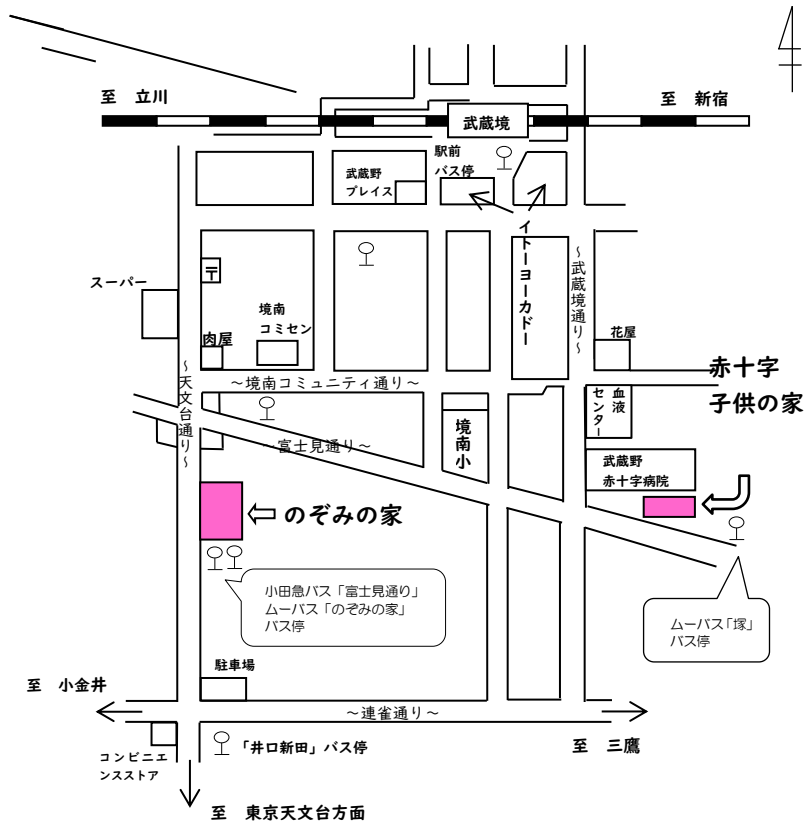 至 立川
至 新宿
武蔵境
駅前
バス停
武蔵野
プレイス
イトーヨーカドー
～武蔵境通り～
スーパー
〒
境南
コミセン
肉屋
花屋
～天文台通り～
～境南コミュニティ通り～
赤十字
子供の家
血液
センター
境南小
～富士見通り～
武蔵野
赤十字病院
のぞみの家
小田急バス「富士見通り」
ムーバス「のぞみの家」
バス停
ムーバス「塚」
バス停
駐車場
至 小金井
～連雀通り～
至 三鷹
コンビニエ
ンスストア
「井口新田」バス停
至 東京天文台方面